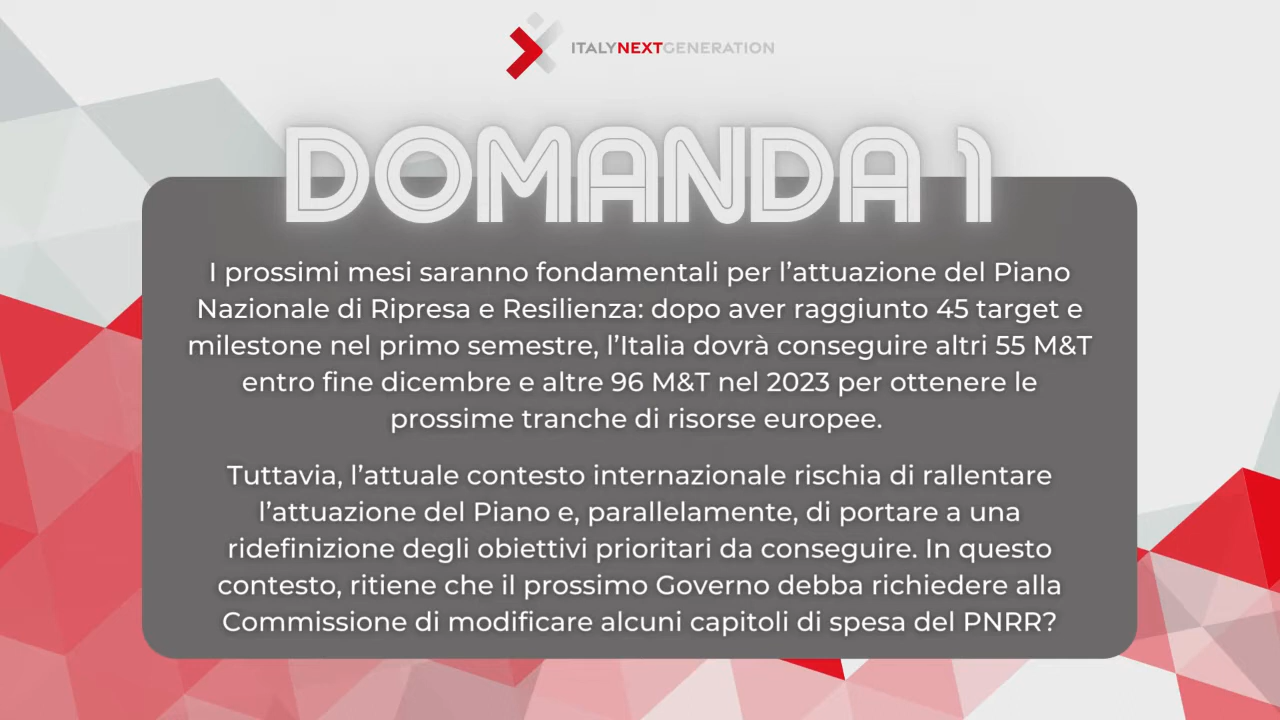 ITALYNEXTGENERATION
DOMANDA 1
I prossimi mesi saranno fondamentali per l’attuazione del Piano
Nazionale di Ripresa e Resilienza: dopo aver raggiunto 45 target e
milestone nel primo semestre, l’Italia dovrà conseguire altri 55 M&T
entro fine dicembre e altre 96 M&T nel 2023 per ottenere le
prossime tranche di risorse europee.
Tuttavia, l’attuale contesto internazionale rischia di rallentare
l’attuazione del Piano e, parallelamente, di portare a una
ridefinizione degli obiettivi prioritari da conseguire. In questo
contesto, ritiene che il prossimo Governo debba richiedere alla
Commissione di modificare alcuni capitoli di spesa del PNRR?